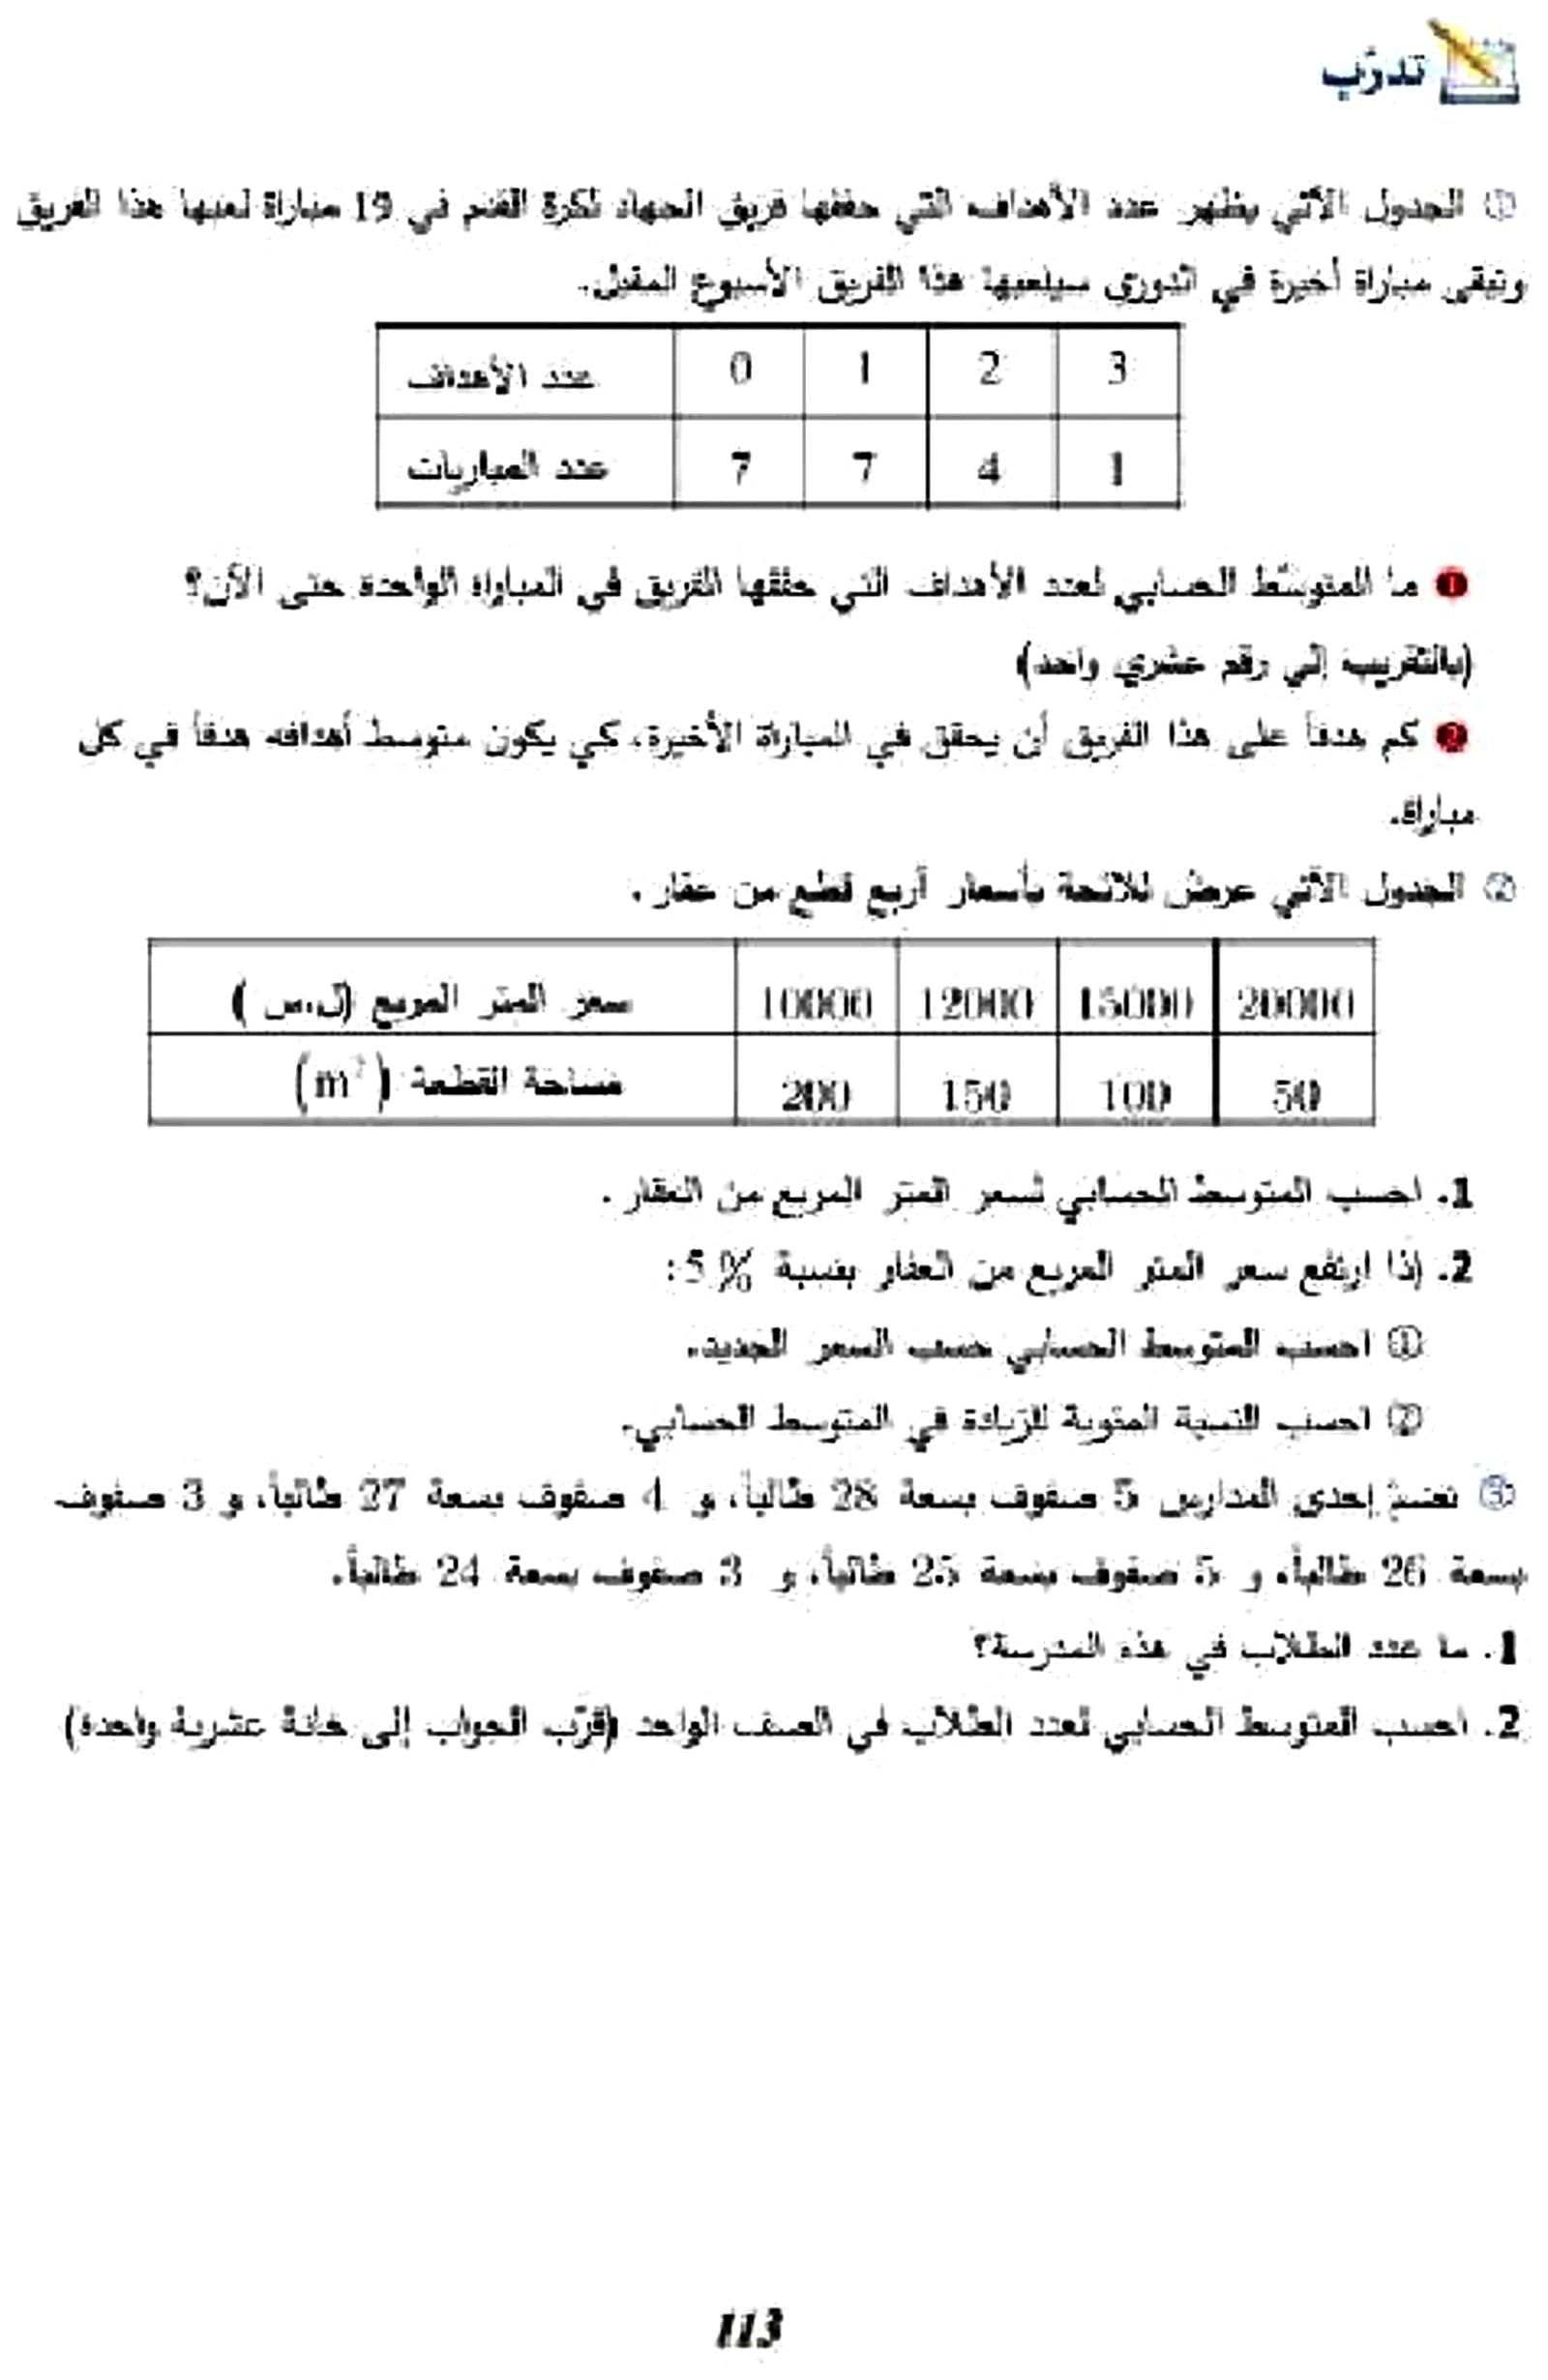 تدرّب
① الجدول الآتي يظهر عدد الأهداف التي حققها فريق الجهاد لكرة القدم في 19 مباراة لعبها هذا الفريق
وتبقى مباراة أخيرة في الدوري سيلعبها هذا الفريق الأسبوع المقبل.
عدد الأهداف 0 1 2 3
عدد المباريات 7 7 4 1
❶ ما المتوسّط الحسابي لعدد الأهداف التي حققها الفريق في المباراة الواحدة حتى الآن؟
(بالتقريب إلى رقم عشري واحد)
❷ كم هدفاً على هذا الفريق أن يحقق في المباراة الأخيرة، كي يكون متوسط أهدافه هدفاً في كل
مباراة.
② الجدول الآتي عرض للائحة بأسعار أربع قطع من عقار .
سعر المتر المربع (ل.س ) 10000 12000 15000 20000
مساحة القطعة (m²) 200 150 100 50
1. احسب المتوسط الحسابي لسعر المتر المربع من العقار .
2. إذا ارتفع سعر المتر المربع من العقار بنسبة 5%:
① احسب المتوسط الحسابي حسب السعر الجديد.
② احسب النسبة المئوية للزيادة في المتوسط الحسابي.
③ تضمّ إحدى المدارس 5 صفوف بسعة 28 طالباً، و 4 صفوف بسعة 27 طالباً، و 3 صفوف
بسعة 26 طالباً، و 5 صفوف بسعة 25 طالباً، و 3 صفوف بسعة 24 طالباً.
1. ما عدد الطلاب في هذه المدرسة؟
2. احسب المتوسط الحسابي لعدد الطلاب في الصف الواحد (قرّب الجواب إلى خانة عشرية واحدة)
113